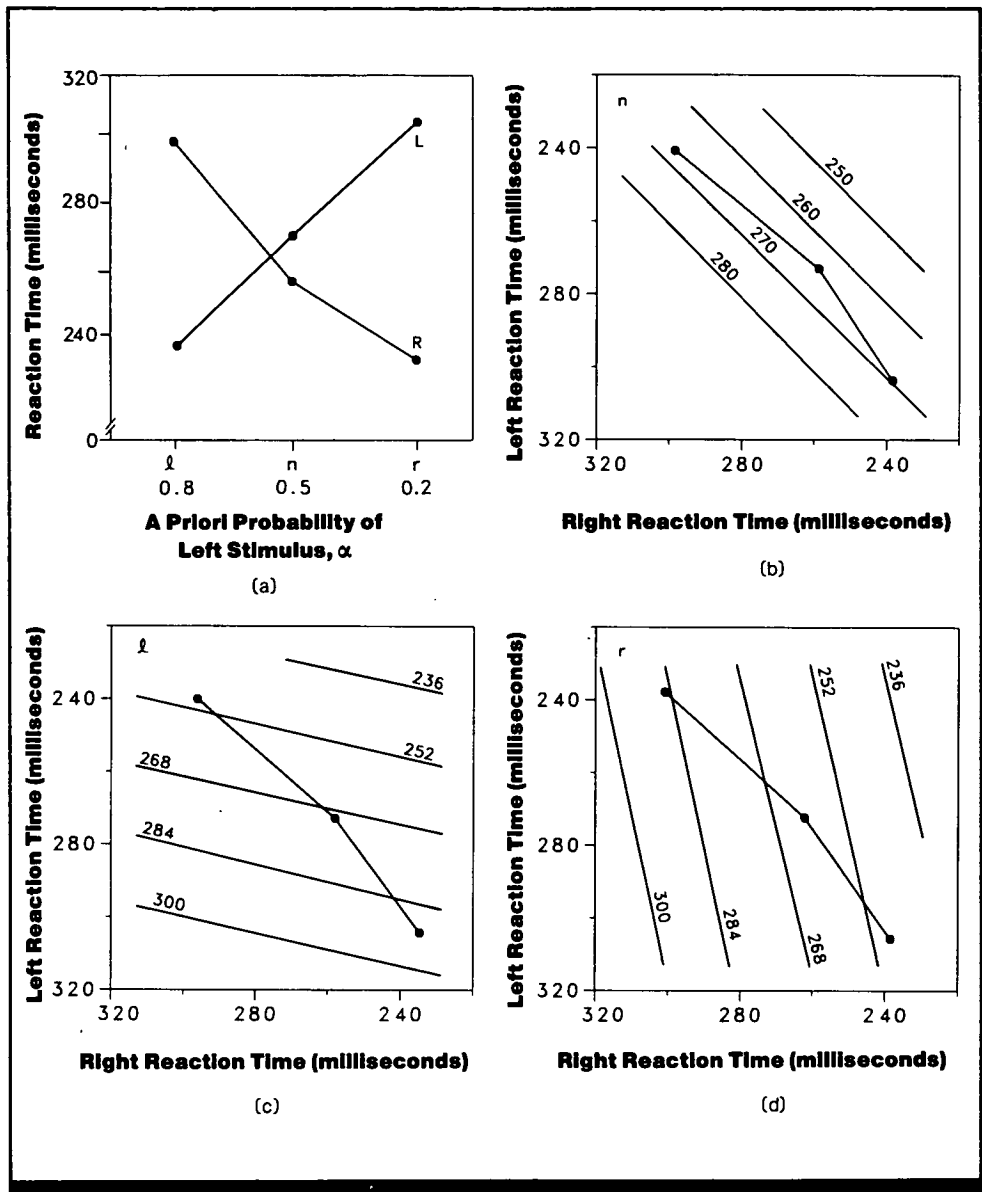 Reaction Time (milliseconds)
320
280
240
0
L
R
ℓ n r
0.8 0.5 0.2
A Priori Probability of
Left Stimulus, α
(a)
Left Reaction Time (milliseconds)
n
240
280
320
250
260
270
280
320 280 240
Right Reaction Time (milliseconds)
(b)
Left Reaction Time (milliseconds)
ℓ
240
280
320
236
252
268
284
300
320 280 240
Right Reaction Time (milliseconds)
(c)
Left Reaction Time (milliseconds)
r
240
280
320
300
284
268
252
236
320 280 240
Right Reaction Time (milliseconds)
(d)